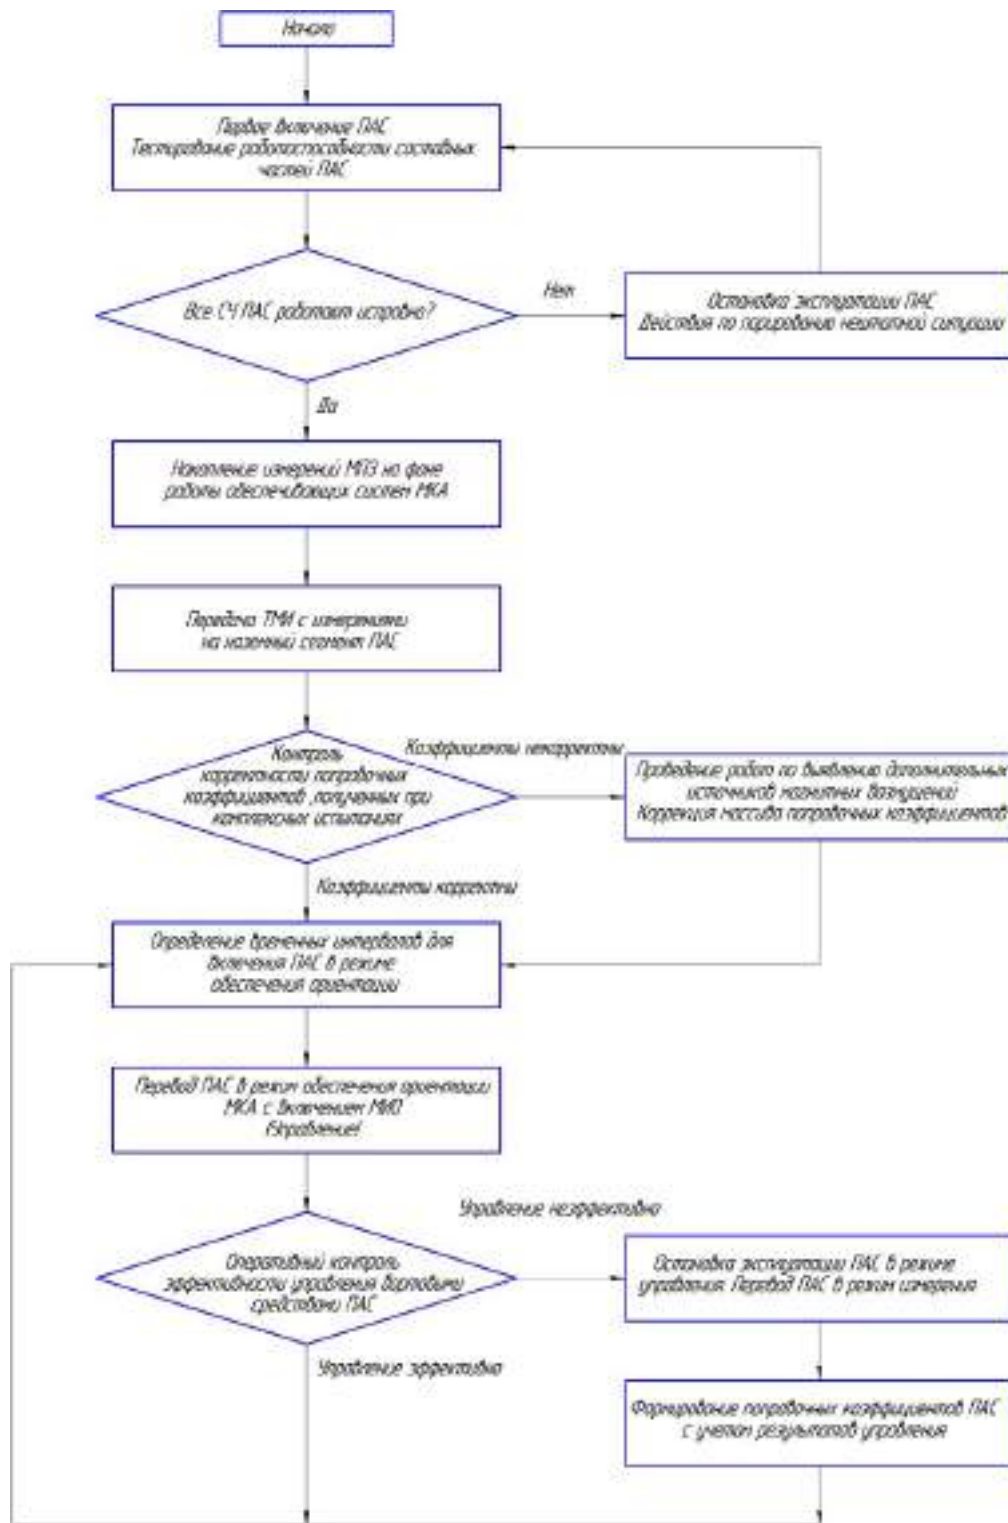 Начало
Первое включение ПАС
Тестирование работоспособности составных
частей ПАС
Все СЧ ПАС работают исправно?
Нет
Остановка эксплуатации ПАС
Действия по парированию нештатной ситуации
Да
Накопление измерений МПЗ на фоне
работы обеспечивающих систем МКА
Передача ТМИ с измерениями
на наземный сегмент ПАС
Контроль
корректности поправочных
коэффициентов ,полученных при
комплексных испытаниях
Коэффициенты некорректны
Проведение работ по выявлению дополнительных
источников магнитных возмущений
Коррекция массива поправочных коэффициентов
Коэффициенты корректны
Определение временных интервалов для
включения ПАС в режиме
обеспечения ориентации
Перевод ПАС в режим обеспечения ориентации
МКА с включением МИО
(Управление)
Управление неэффективно
Оперативный контроль
эффективности управления бортовыми
средствами ПАС
Остановка эксплуатации ПАС в режиме
управления. Перевод ПАС в режим измерения
Управление эффективно
Формирование поправочных коэффициентов ПАС
с учетом результатов управления